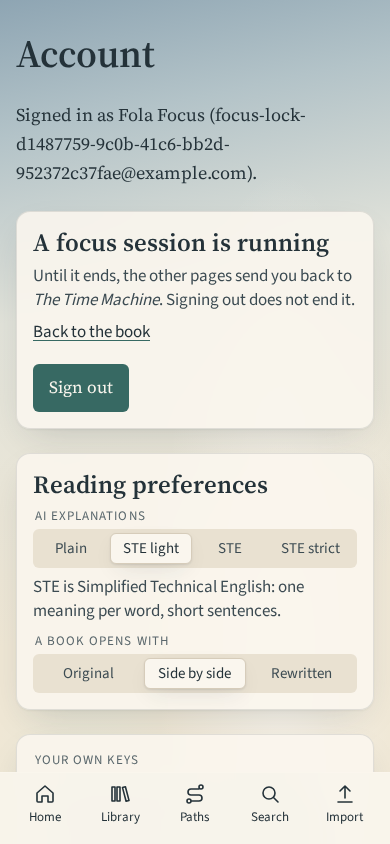 Account
Signed in as Fola Focus (focus-lock-
d1487759-9c0b-41c6-bb2d-
952372c37fae@example.com).
A focus session is running
Until it ends, the other pages send you back to
The Time Machine. Signing out does not end it.
Back to the book
Sign out
Reading preferences
AI EXPLANATIONS
Plain STE light STE STE strict
STE is Simplified Technical English: one
meaning per word, short sentences.
A BOOK OPENS WITH
Original Side by side Rewritten
YOUR OWN KEYS
Home Library Paths Search Import